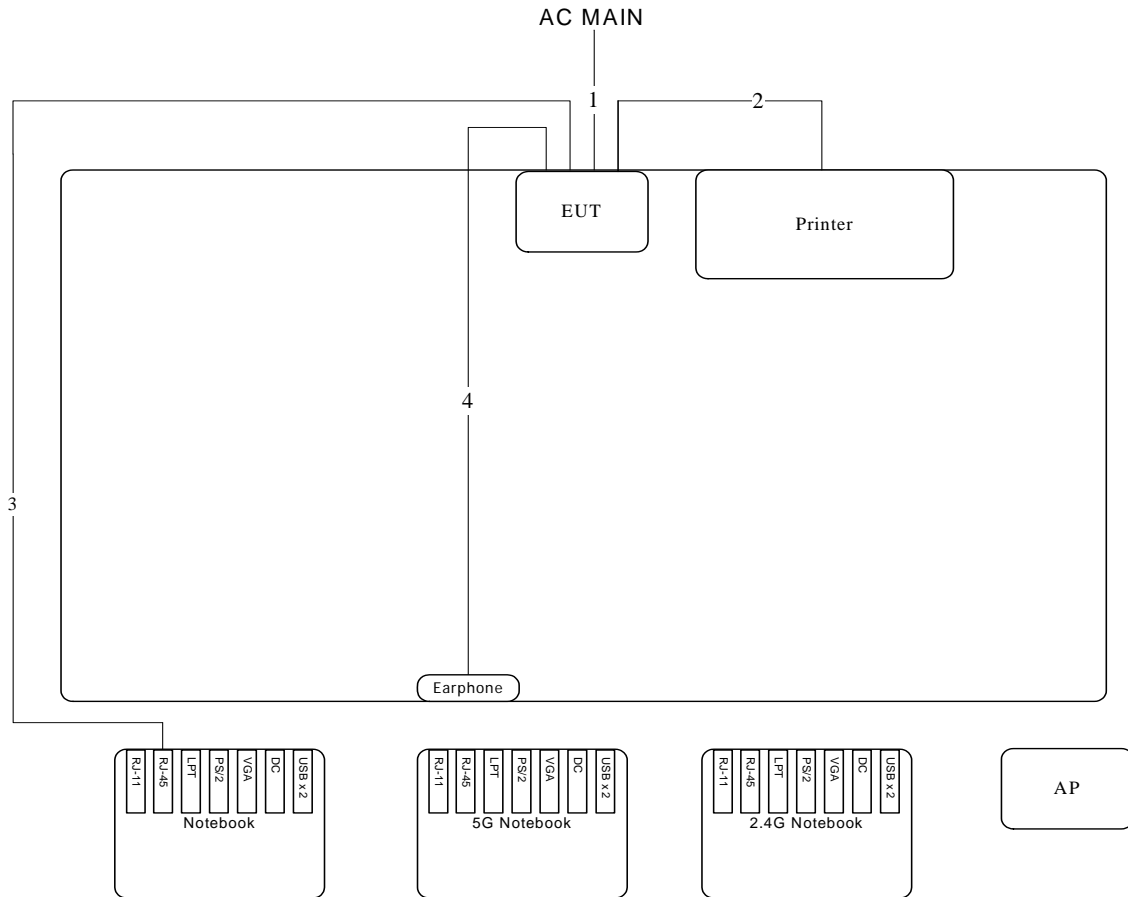 AC MAIN
1
2
EUT
Printer
4
3
Earphone
RJ-11
RJ-45
LPT
PS/2
VGA
DC
USB x 2
Notebook
RJ-11
RJ-45
LPT
PS/2
VGA
DC
USB x 2
5G Notebook
RJ-11
RJ-45
LPT
PS/2
VGA
DC
USB x 2
2.4G Notebook
AP